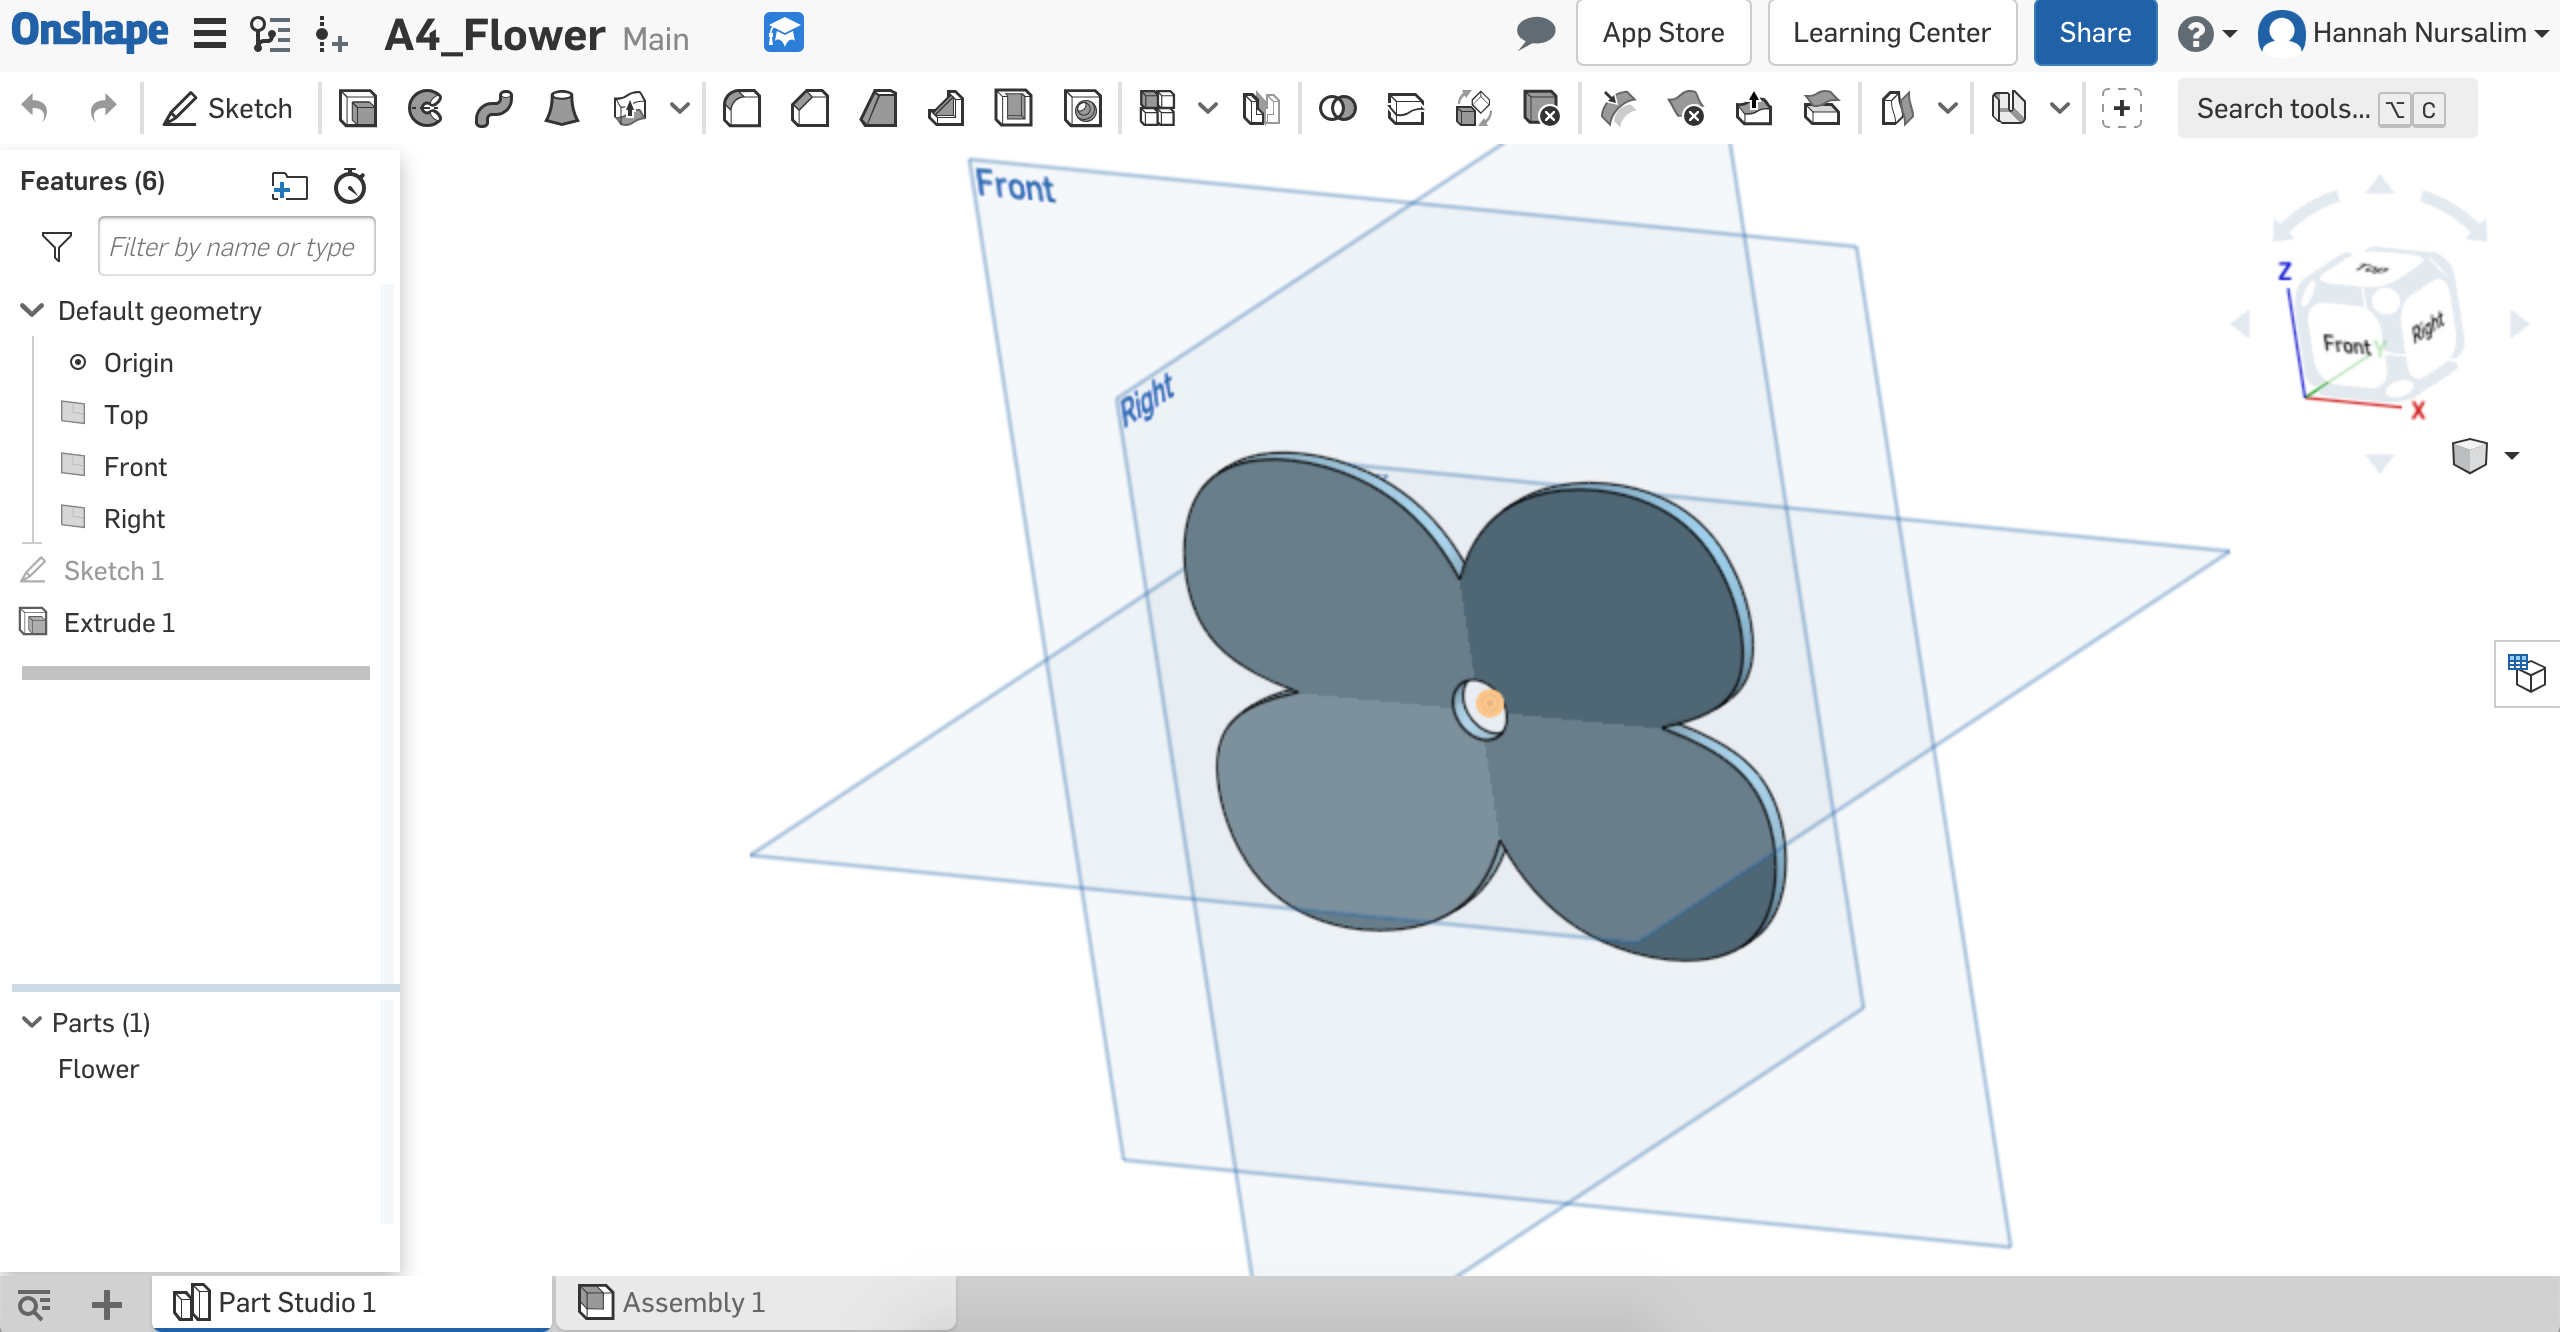 Onshape A4_Flower Main App Store Learning Center Share Hannah Nursalim
Sketch Search tools... ⌥ C
Features (6)
Filter by name or type
Default geometry
Origin
Top
Front
Right
Sketch 1
Extrude 1
Parts (1)
Flower
Front
Right
Z
Top
Front
Y
Right
X
Part Studio 1 Assembly 1